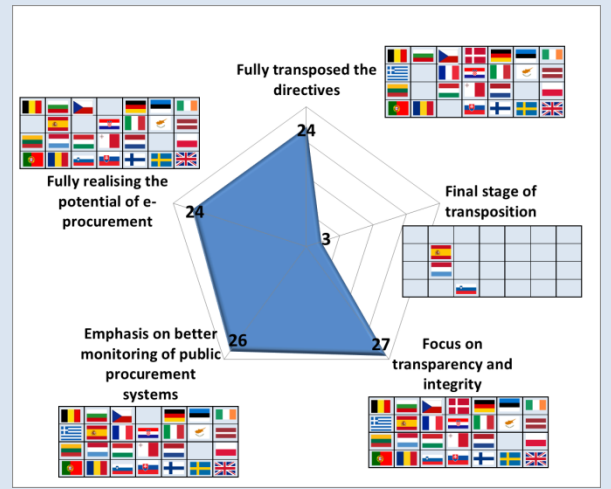 Fully transposed the
directives
24
Fully realising the
potential of e-
procurement
24
Final stage of
transposition
3
Emphasis on better
monitoring of public
procurement
systems
26
Focus on
transparency and
integrity
27